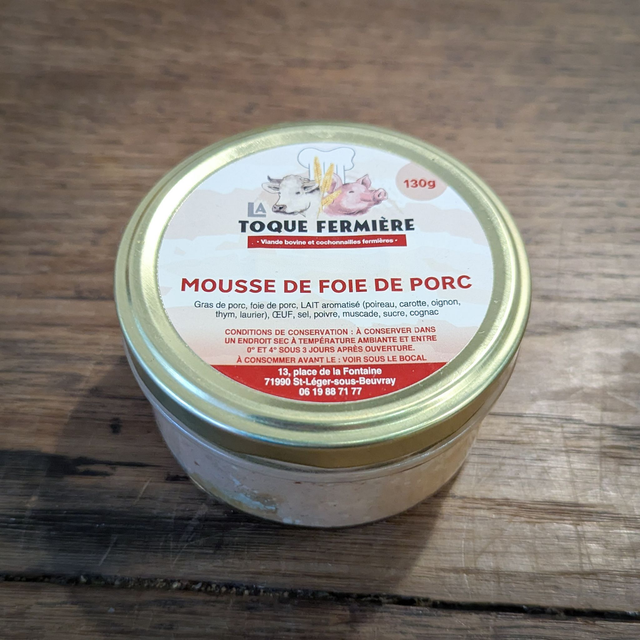 130g
LA
TOQUE FERMIÈRE
• Viande bovine et cochonnailles fermières •
MOUSSE DE FOIE DE PORC
Gras de porc, foie de porc, LAIT aromatisé (poireau, carotte, oignon,
thym, laurier), ŒUF, sel, poivre, muscade, sucre, cognac
CONDITIONS DE CONSERVATION : À CONSERVER DANS
UN ENDROIT SEC À TEMPÉRATURE AMBIANTE ET ENTRE
0° ET 4° SOUS 3 JOURS APRÈS OUVERTURE.
À CONSOMMER AVANT LE : VOIR SOUS LE BOCAL
13, place de la Fontaine
71990 St-Léger-sous-Beuvray
06 19 88 71 77